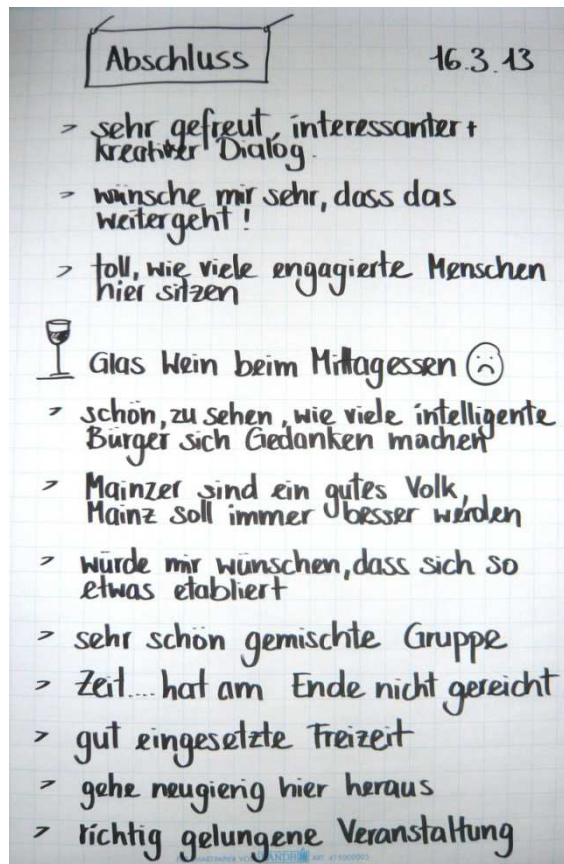 Abschluss 16.3.13
> sehr gefreut, interessanter +
kreativer Dialog.
> wünsche mir sehr, dass das
weitergeht !
> toll, wie viele engagierte Menschen
hier sitzen
Glas Wein beim Mittagessen
> schön, zu sehen, wie viele intelligente
Bürger sich Gedanken machen
> Mainzer sind ein gutes Volk,
Mainz soll immer besser werden
> würde mir wünschen, dass sich so
etwas etabliert
> sehr schön gemischte Gruppe
> Zeit.... hat am Ende nicht gereicht
> gut eingesetzte Freizeit
> gehe neugierig hier heraus
> richtig gelungene Veranstaltung